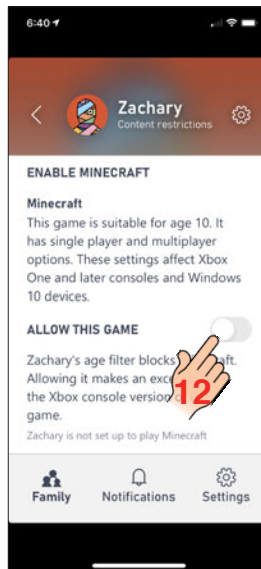 6:40
Zachary
Content restrictions
ENABLE MINECRAFT
Minecraft
This game is suitable for age 10. It
has single player and multiplayer
options. These settings affect Xbox
One and later consoles and Windows
10 devices.
ALLOW THIS GAME
Zachary's age filter blocks
Allowing it makes an
the Xbox console version
game.
12
Zachary is not set up to play Minecraft
Family Notifications Settings